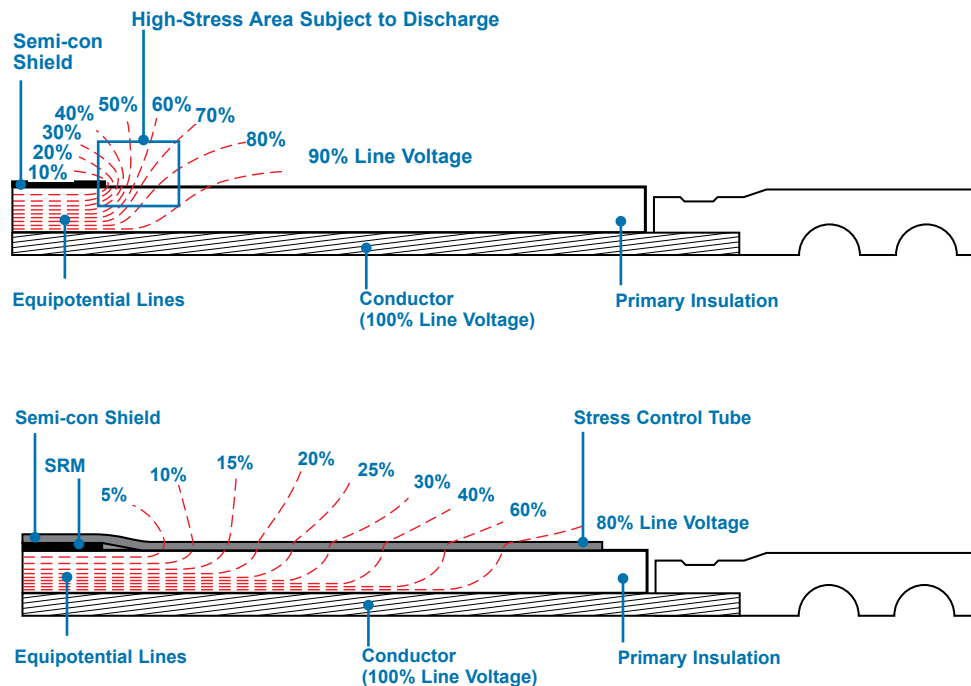 High-Stress Area Subject to Discharge
Semi-con
Shield
10%
20%
30%
40%
50%
60%
70%
80%
90% Line Voltage
Equipotential Lines
Conductor
(100% Line Voltage)
Primary Insulation
Semi-con Shield
Stress Control Tube
SRM
5%
10%
15%
20%
25%
30%
40%
60%
80% Line Voltage
Equipotential Lines
Conductor
(100% Line Voltage)
Primary Insulation